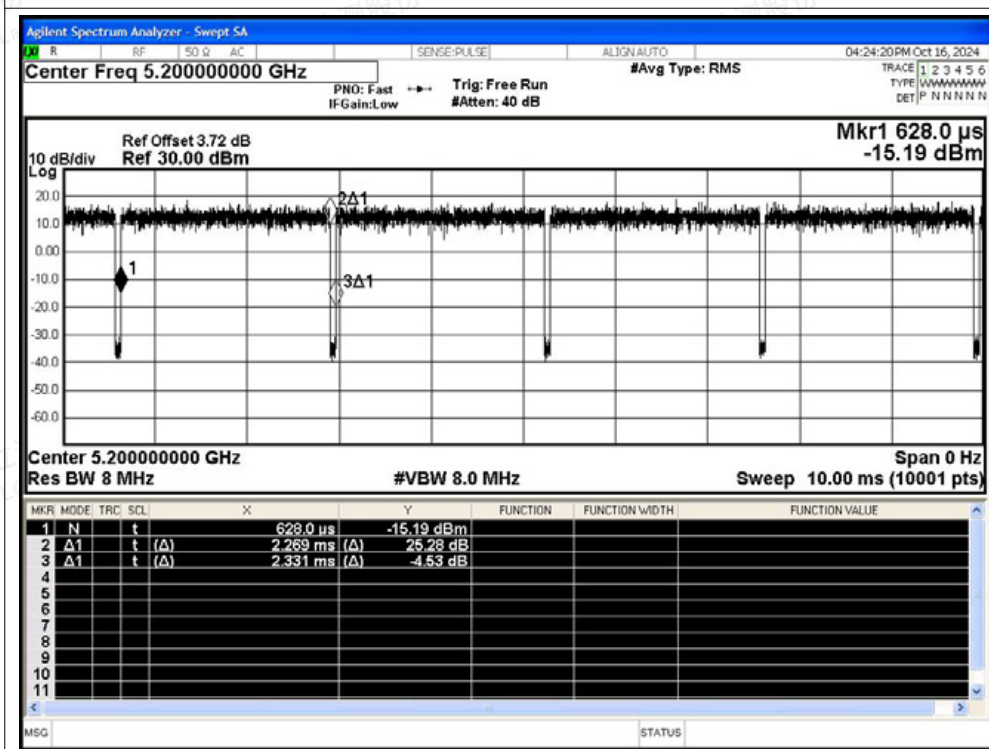 Agilent Spectrum Analyzer - Swept SA
R RF 50 Ω AC SENSE:PULSE ALIGN AUTO 04:24:20 PM Oct 16, 2024
Center Freq 5.200000000 GHz #Avg Type: RMS TRACE 1 2 3 4 5 6
PNO: Fast Trig: Free Run TYPE WWWWWW
IFGain:Low #Atten: 40 dB DET P N N N N N
Mkr1 628.0 µs
Ref Offset 3.72 dB
10 dB/div Ref 30.00 dBm -15.19 dBm
Log
20.0
2Δ1
10.0
0.00
1
-10.0
3Δ1
-20.0
-30.0
-40.0
-50.0
-60.0
Center 5.200000000 GHz Span 0 Hz
Res BW 8 MHz #VBW 8.0 MHz Sweep 10.00 ms (10001 pts)
MKR MODE TRC SCL X Y FUNCTION FUNCTION WIDTH FUNCTION VALUE
1 N t 628.0 µs -15.19 dBm
2 Δ1 t (Δ) 2.269 ms (Δ) 25.28 dB
3 Δ1 t (Δ) 2.331 ms (Δ) -4.53 dB
4
5
6
7
8
9
10
11
MSG STATUS